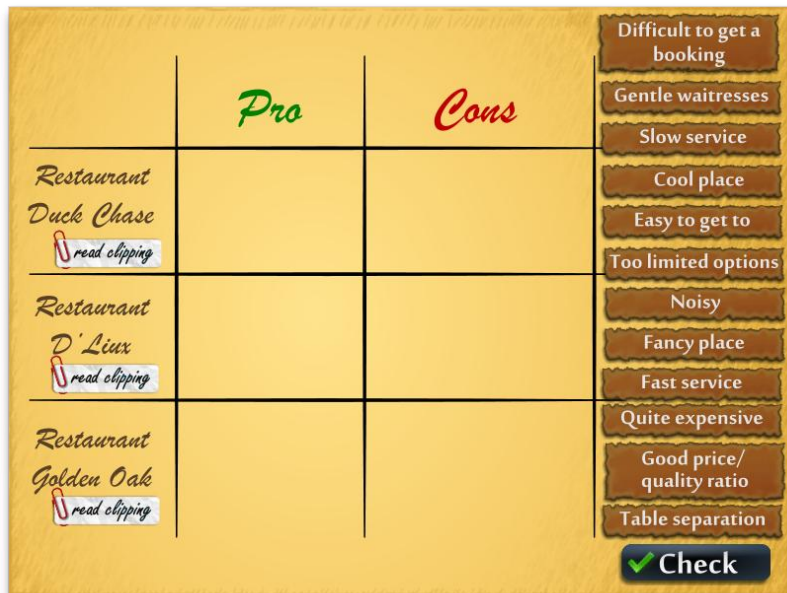 Pro
Cons
Restaurant
Duck Chase
read clipping
Restaurant
D'Liux
read clipping
Restaurant
Golden Oak
read clipping
Difficult to get a
booking
Gentle waitresses
Slow service
Cool place
Easy to get to
Too limited options
Noisy
Fancy place
Fast service
Quite expensive
Good price/
quality ratio
Table separation
Check